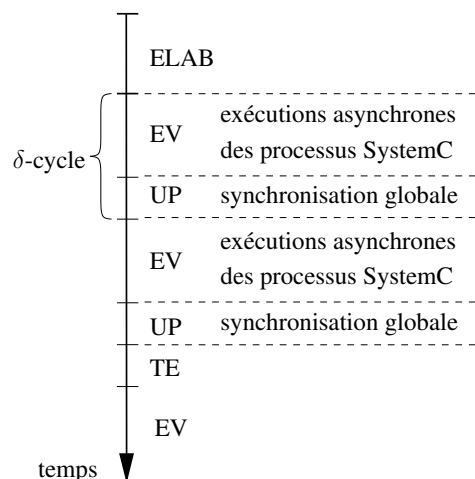 ELAB
EV exécutions asynchrones
des processus SystemC
δ-cycle
UP synchronisation globale
EV exécutions asynchrones
des processus SystemC
UP synchronisation globale
TE
EV
temps